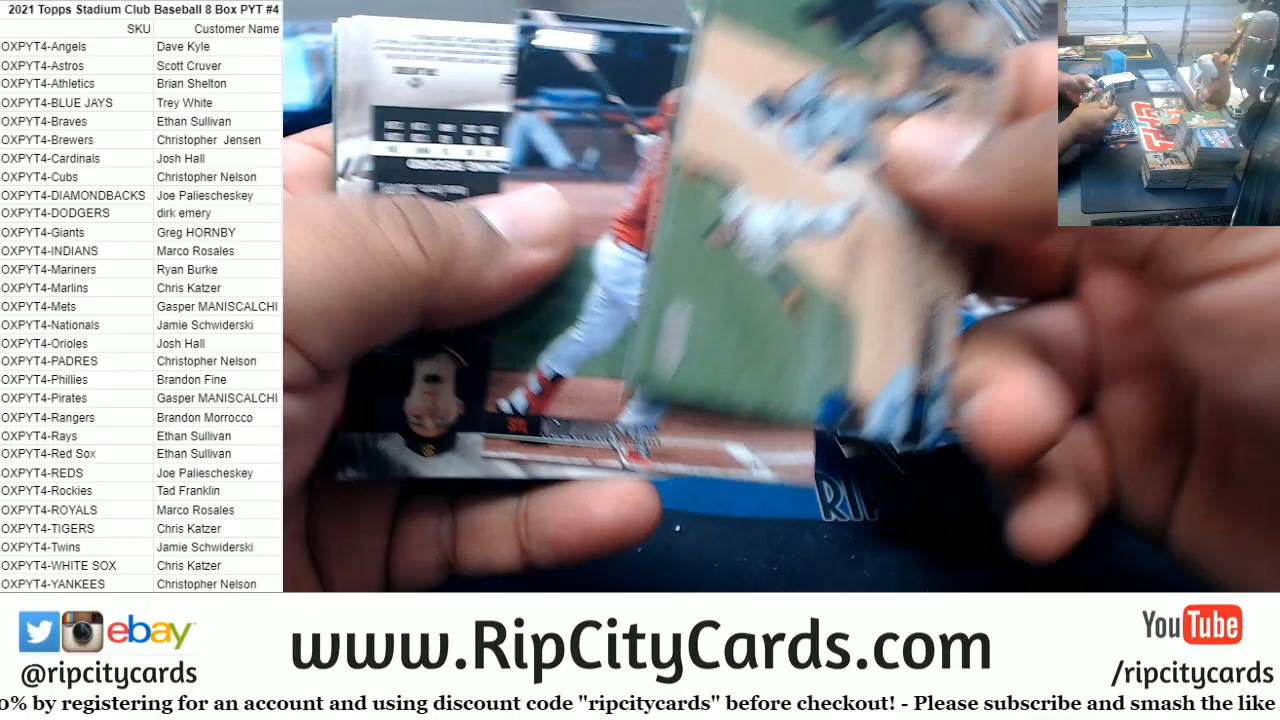 2021 Topps Stadium Club Baseball 8 Box PYT #4
SKU Customer Name
OXPYT4-Angels Dave Kyle
OXPYT4-Astros Scott Cruver
OXPYT4-Athletics Brian Shelton
OXPYT4-BLUE JAYS Trey White
OXPYT4-Braves Ethan Sullivan
OXPYT4-Brewers Christopher Jensen
OXPYT4-Cardinals Josh Hall
OXPYT4-Cubs Christopher Nelson
OXPYT4-DIAMONDBACKS Joe Paliescheskey
OXPYT4-DODGERS dirk emery
OXPYT4-Giants Greg HORNBY
OXPYT4-INDIANS Marco Rosales
OXPYT4-Mariners Ryan Burke
OXPYT4-Marlins Chris Katzer
OXPYT4-Mets Gasper MANISCALCHI
OXPYT4-Nationals Jamie Schwiderski
OXPYT4-Orioles Josh Hall
OXPYT4-PADRES Christopher Nelson
OXPYT4-Phillies Brandon Fine
OXPYT4-Pirates Gasper MANISCALCHI
OXPYT4-Rangers Brandon Morrocco
OXPYT4-Rays Ethan Sullivan
OXPYT4-Red Sox Ethan Sullivan
OXPYT4-REDS Joe Paliescheskey
OXPYT4-Rockies Tad Franklin
OXPYT4-ROYALS Marco Rosales
OXPYT4-TIGERS Chris Katzer
OXPYT4-Twins Jamie Schwiderski
OXPYT4-WHITE SOX Chris Katzer
OXPYT4-YANKEES Christopher Nelson
RIP
ebay
@ripcitycards
www.RipCityCards.com
YouTube
/ripcitycards
0% by registering for an account and using discount code "ripcitycards" before checkout! - Please subscribe and smash the like